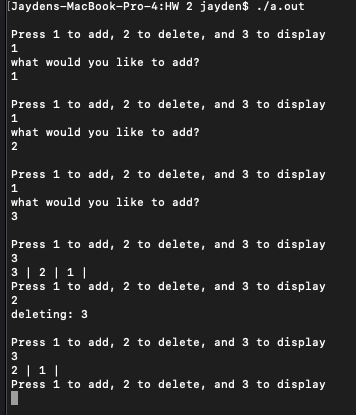 [Jaydens-MacBook-Pro-4:HW 2 jayden$ ./a.out
Press 1 to add, 2 to delete, and 3 to display
1
what would you like to add?
1
Press 1 to add, 2 to delete, and 3 to display
1
what would you like to add?
2
Press 1 to add, 2 to delete, and 3 to display
1
what would you like to add?
3
Press 1 to add, 2 to delete, and 3 to display
3
3 | 2 | 1 |
Press 1 to add, 2 to delete, and 3 to display
2
deleting: 3
Press 1 to add, 2 to delete, and 3 to display
3
2 | 1 |
Press 1 to add, 2 to delete, and 3 to display